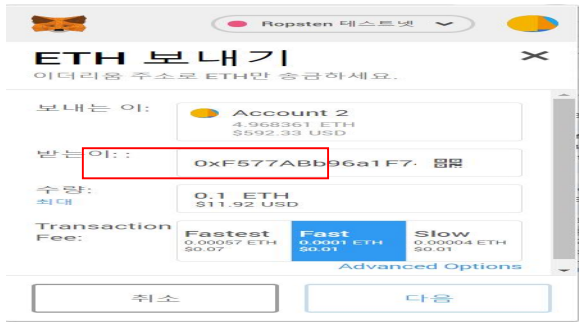 Ropsten 테스트넷
ETH 보내기
이더리움 주소로 ETH만 송금하세요.
보내는 이:
Account 2
4.968361 ETH
$592.33 USD
받는이: :
0xF577ABb96a1F7
수량:
최대
0.1 ETH
$11.92 USD
Transaction Fee:
Fastest
0.00057 ETH
$0.07
Fast
0.0001 ETH
$0.01
Slow
0.00004 ETH
$0.01
Advanced Options
취소
다음